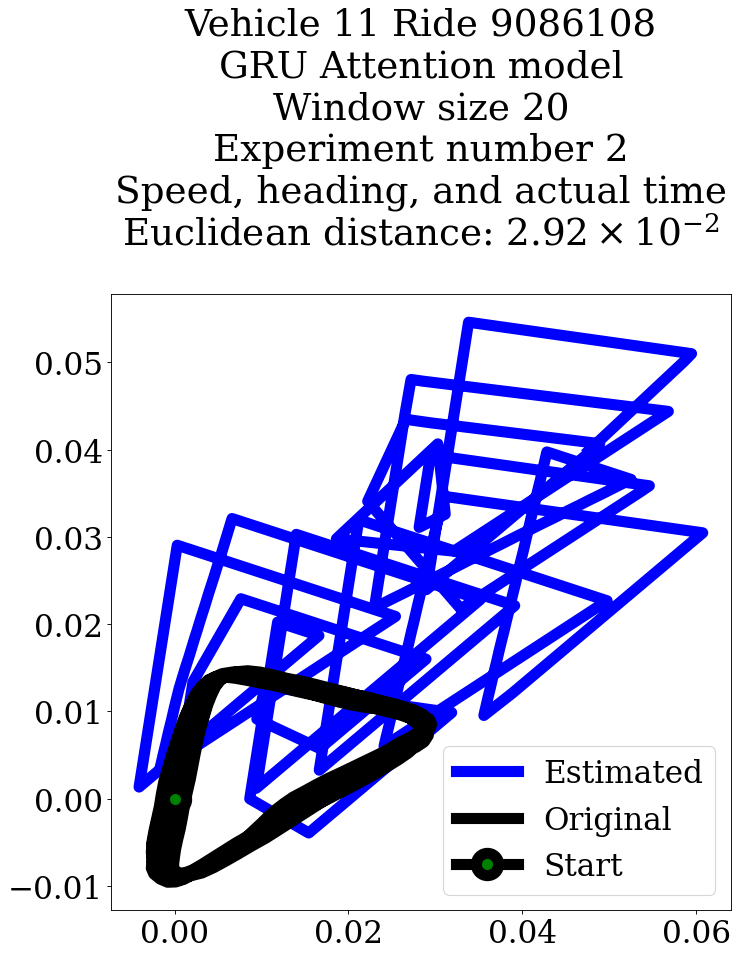 Vehicle 11 Ride 9086108
GRU Attention model
Window size 20
Experiment number 2
Speed, heading, and actual time
Euclidean distance: 2.92 × 10⁻²
0.05
0.04
0.03
0.02
0.01
0.00
−0.01
Estimated
Original
Start
0.00 0.02 0.04 0.06